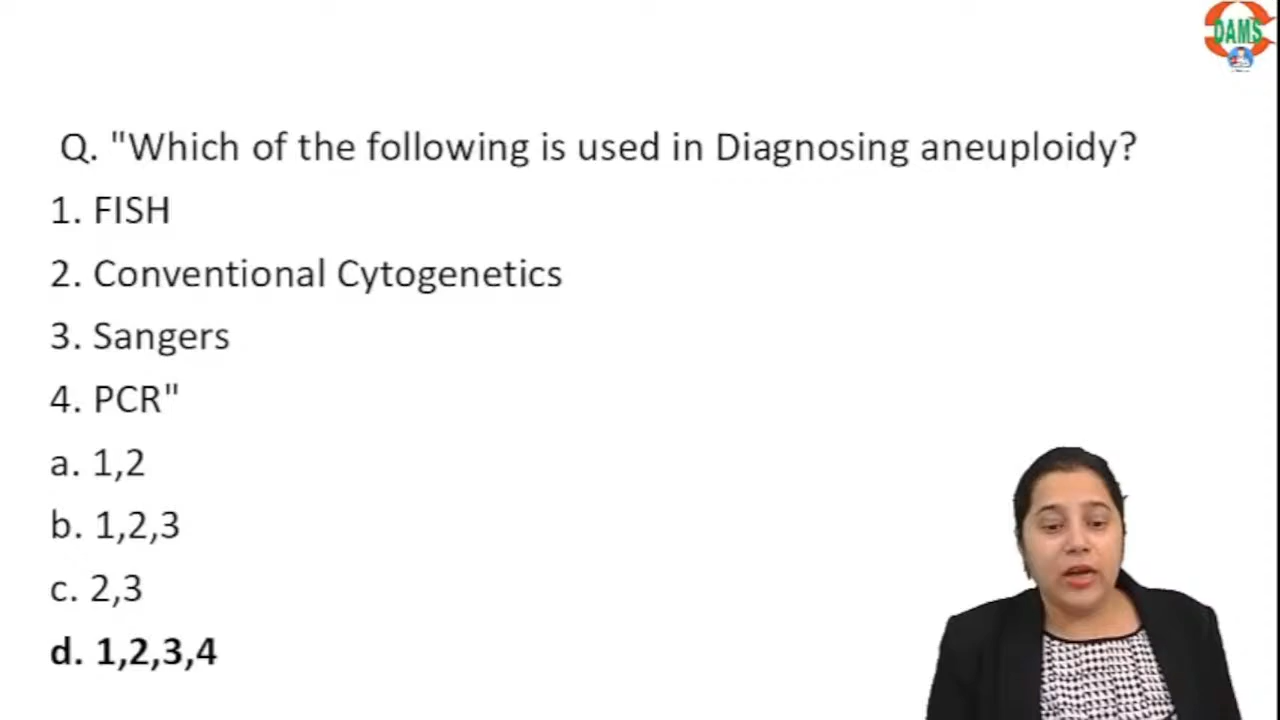 DAMS
Q. "Which of the following is used in Diagnosing aneuploidy?
1. FISH
2. Conventional Cytogenetics
3. Sangers
4. PCR"
a. 1,2
b. 1,2,3
c. 2,3
d. 1,2,3,4